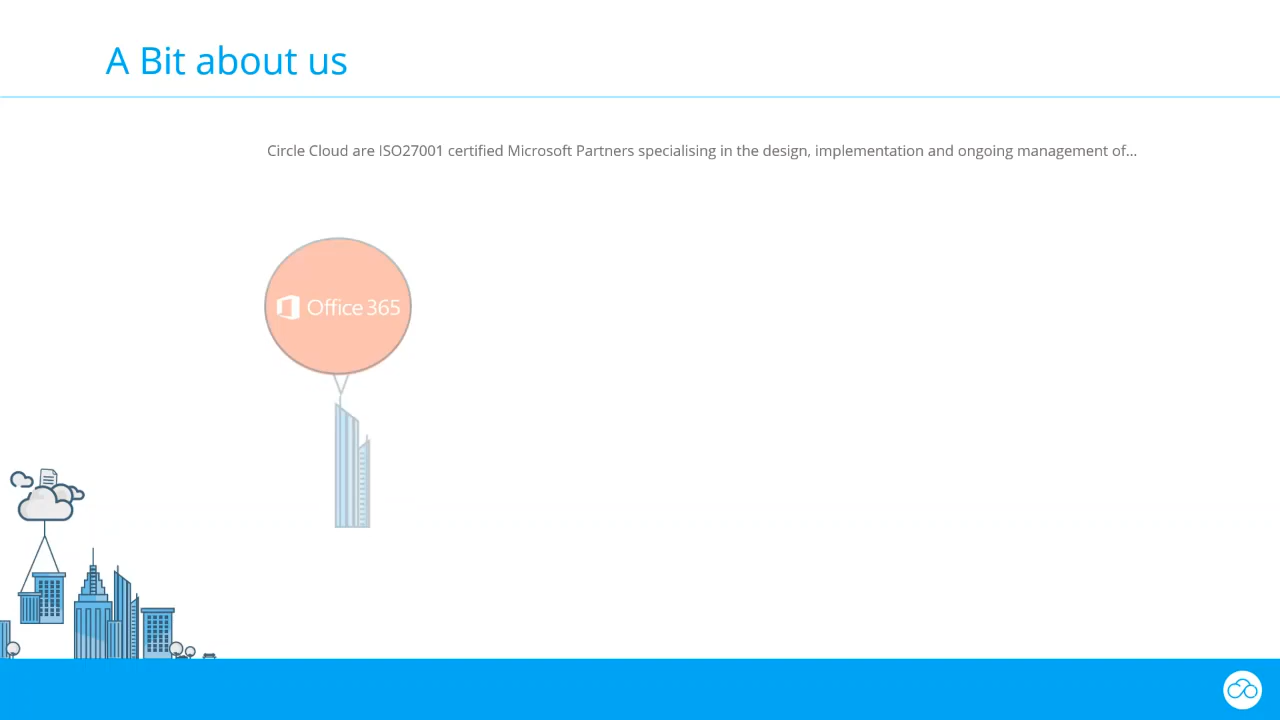 A Bit about us
Circle Cloud are ISO27001 certified Microsoft Partners specialising in the design, implementation and ongoing management of...
Office 365